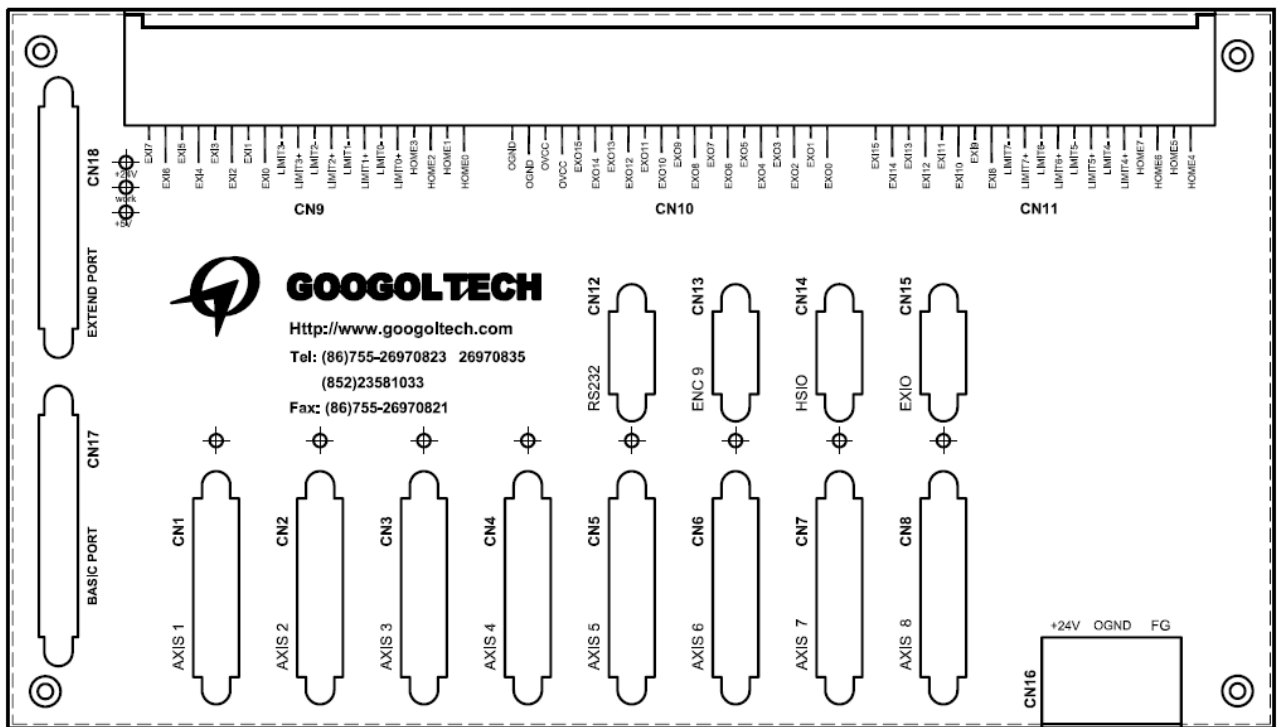 EXI7
EXI6
EXI5
EXI4
EXI3
EXI2
EXI1
EXI0
LIMIT3-
LIMIT3+
LIMIT2-
LIMIT2+
LIMIT1-
LIMIT1+
LIMIT0-
LIMIT0+
HOME3
HOME2
HOME1
HOME0
OGND
OGND
OVCC
OVCC
EXO15
EXO14
EXO13
EXO12
EXO11
EXO10
EXO9
EXO8
EXO7
EXO6
EXO5
EXO4
EXO3
EXO2
EXO1
EXO0
EXI15
EXI14
EXI13
EXI12
EXI11
EXI10
EXI9
EXI8
LIMIT7-
LIMIT7+
LIMIT6-
LIMIT6+
LIMIT5-
LIMIT5+
LIMIT4-
LIMIT4+
HOME7
HOME6
HOME5
HOME4
CN9
CN10
CN11
CN18
EXTEND PORT
+24V
work
+5V
GOOGOLTECH
Http://www.googoltech.com
Tel: (86)755-26970823 26970835
(852)23581033
Fax: (86)755-26970821
CN12
RS232
CN13
ENC 9
CN14
HSIO
CN15
EXIO
CN17
BASIC PORT
CN1
AXIS 1
CN2
AXIS 2
CN3
AXIS 3
CN4
AXIS 4
CN5
AXIS 5
CN6
AXIS 6
CN7
AXIS 7
CN8
AXIS 8
+24V OGND FG
CN16